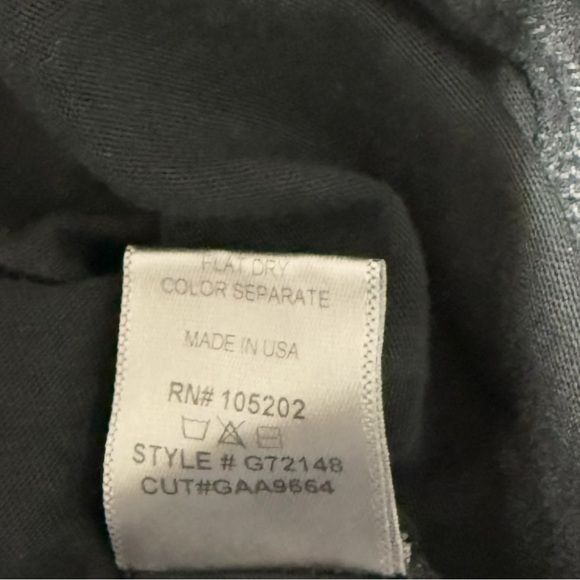 FLAT DRY
COLOR SEPARATE
MADE IN USA
RN# 105202
STYLE # G72148
CUT#GAA9664